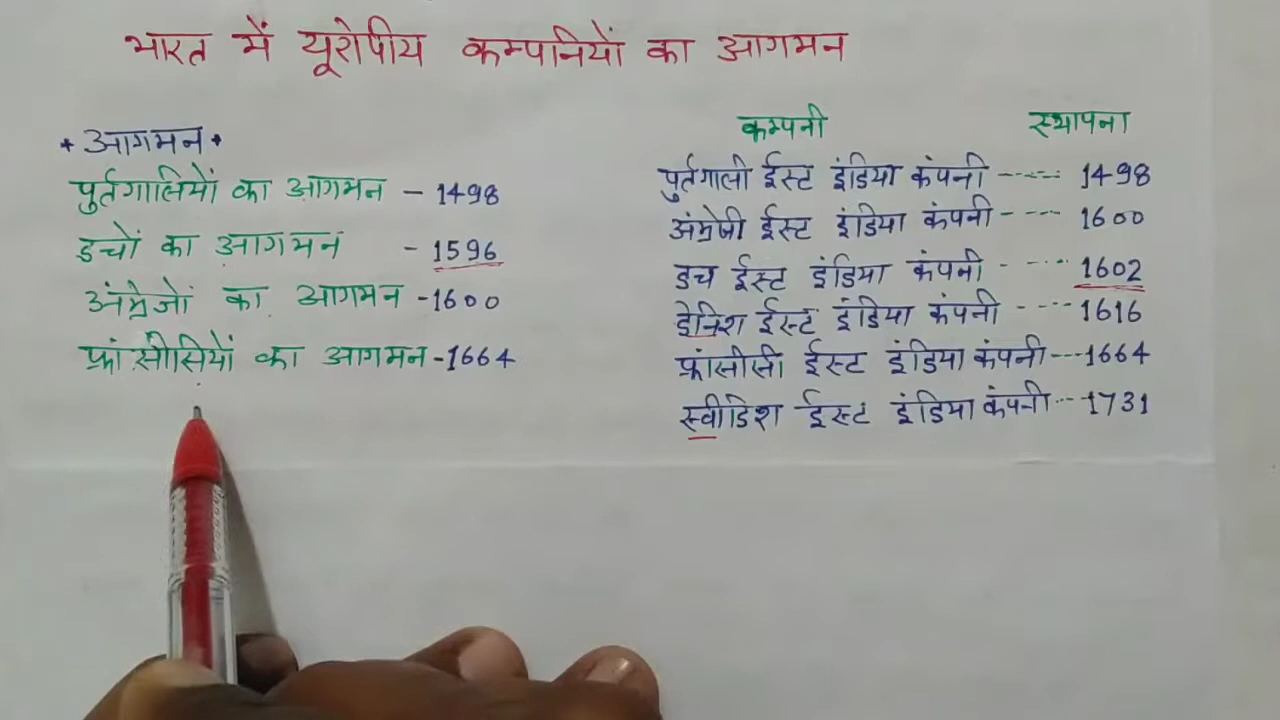 भारत में यूरोपीय कम्पनियों का आगमन
* आगमन *
पुर्तगालियों का आगमन – 1498
डचों का आगमन - 1596
अंग्रेजों का आगमन -1600
फ्रांसीसियों का आगमन -1664
कम्पनी स्थापना
पुर्तगाली ईस्ट इंडिया कंपनी ----- 1498
अंग्रेजी ईस्ट इंडिया कंपनी ---- 1600
डच ईस्ट इंडिया कंपनी ---- 1602
डेनिश ईस्ट इंडिया कंपनी ---- 1616
फ्रांसीसी ईस्ट इंडिया कंपनी ---1664
स्वीडिश ईस्ट इंडिया कंपनी --- 1731